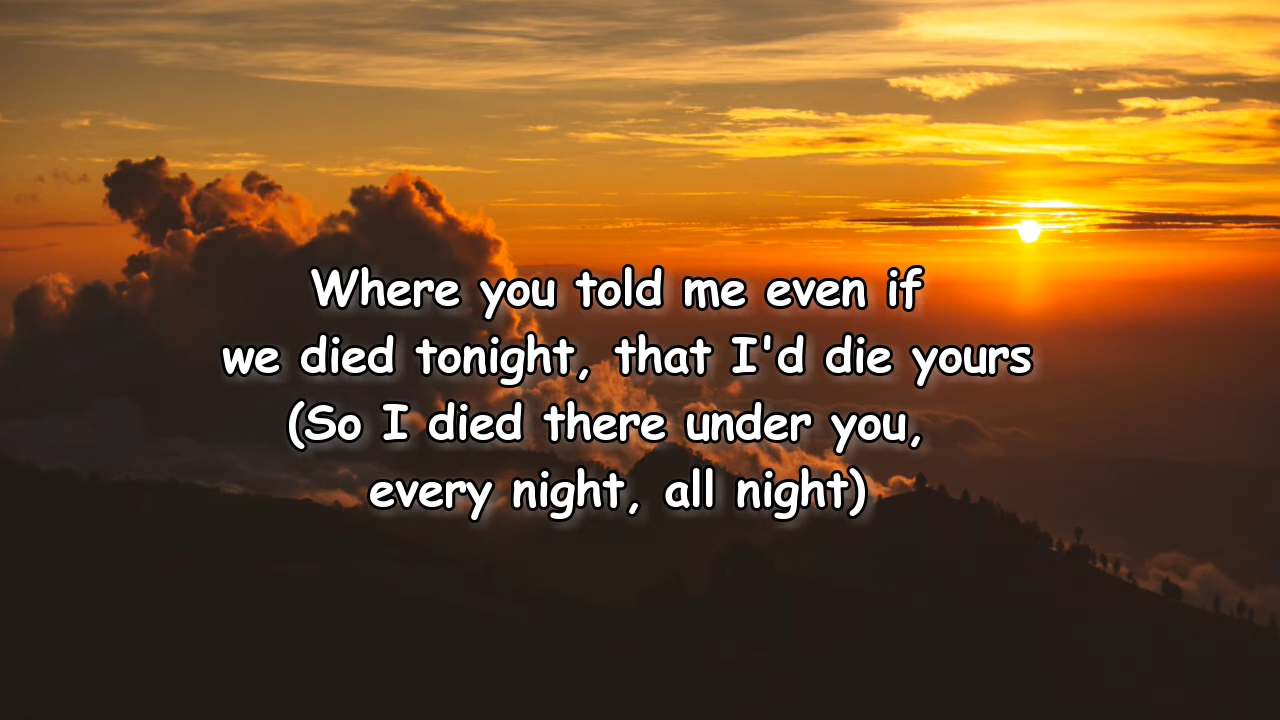 Where you told me even if
we died tonight, that I'd die yours
(So I died there under you,
every night, all night)